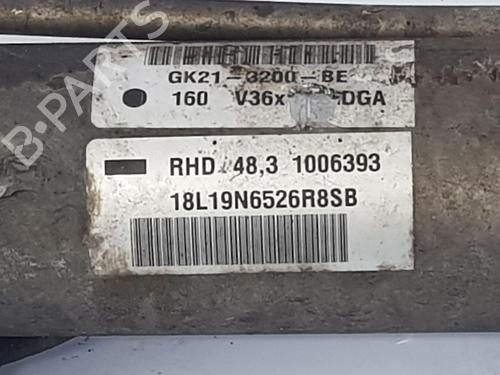 B-PARTS
GK21-3200-BE
160 V36x DGA
RHD 48,3 1006393
18L19N6526R8SB